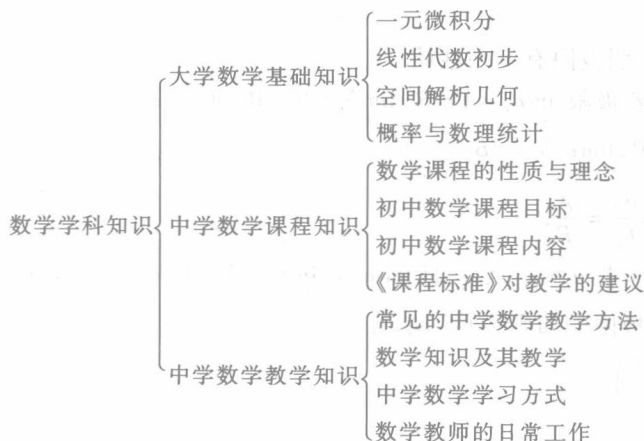 一元微积分
线性代数初步
大学数学基础知识
空间解析几何
概率与数理统计
数学课程的性质与理念
初中数学课程目标
数学学科知识
中学数学课程知识
初中数学课程内容
《课程标准》对教学的建议
常见的中学数学教学方法
数学知识及其教学
中学数学教学知识
中学数学学习方式
数学教师的日常工作